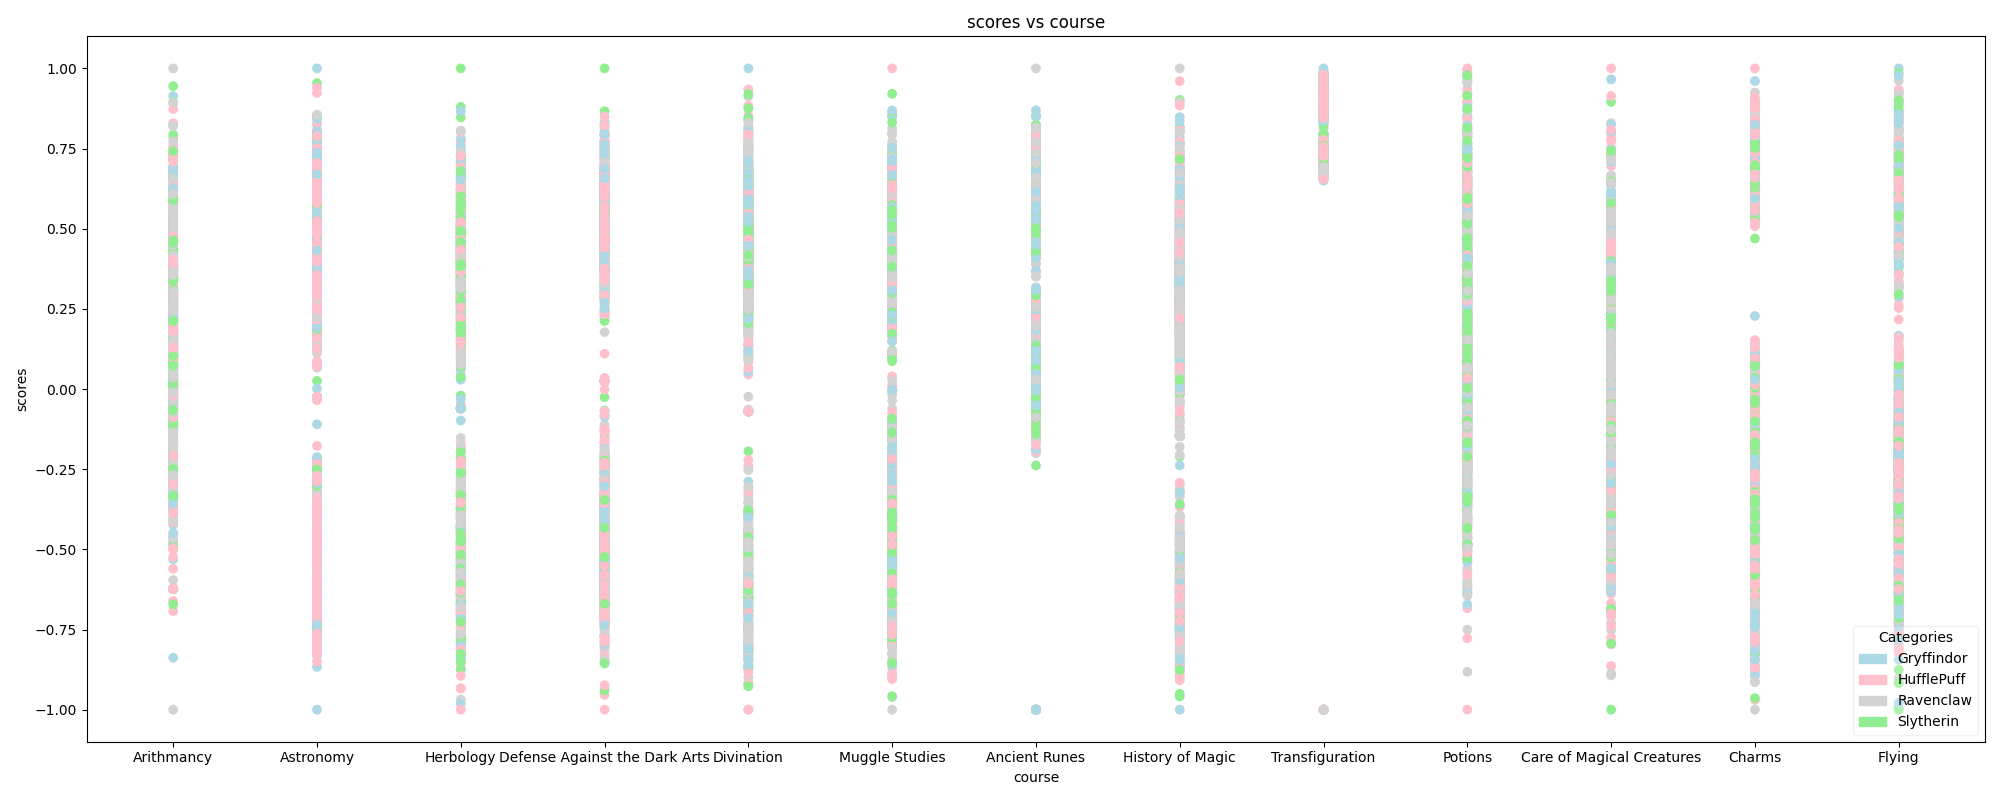 scores vs course
1.00
0.75
0.50
0.25
0.00
−0.25
−0.50
−0.75
−1.00
scores
Arithmancy Astronomy Herbology Defense Against the Dark Arts Divination Muggle Studies Ancient Runes History of Magic Transfiguration Potions Care of Magical Creatures Charms Flying
course
Categories
Gryffindor
HufflePuff
Ravenclaw
Slytherin